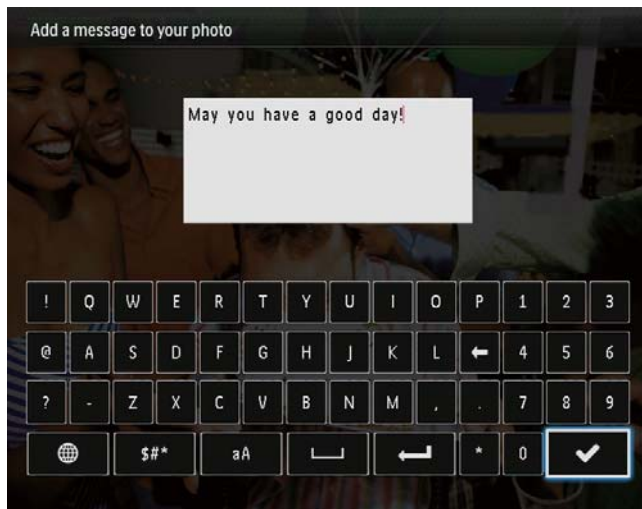 Add a message to your photo
May you have a good day!
! Q W E R T Y U I O P 1 2 3
@ A S D F G H J K L 4 5 6
? - Z X C V B N M , . 7 8 9
$#* aA * 0